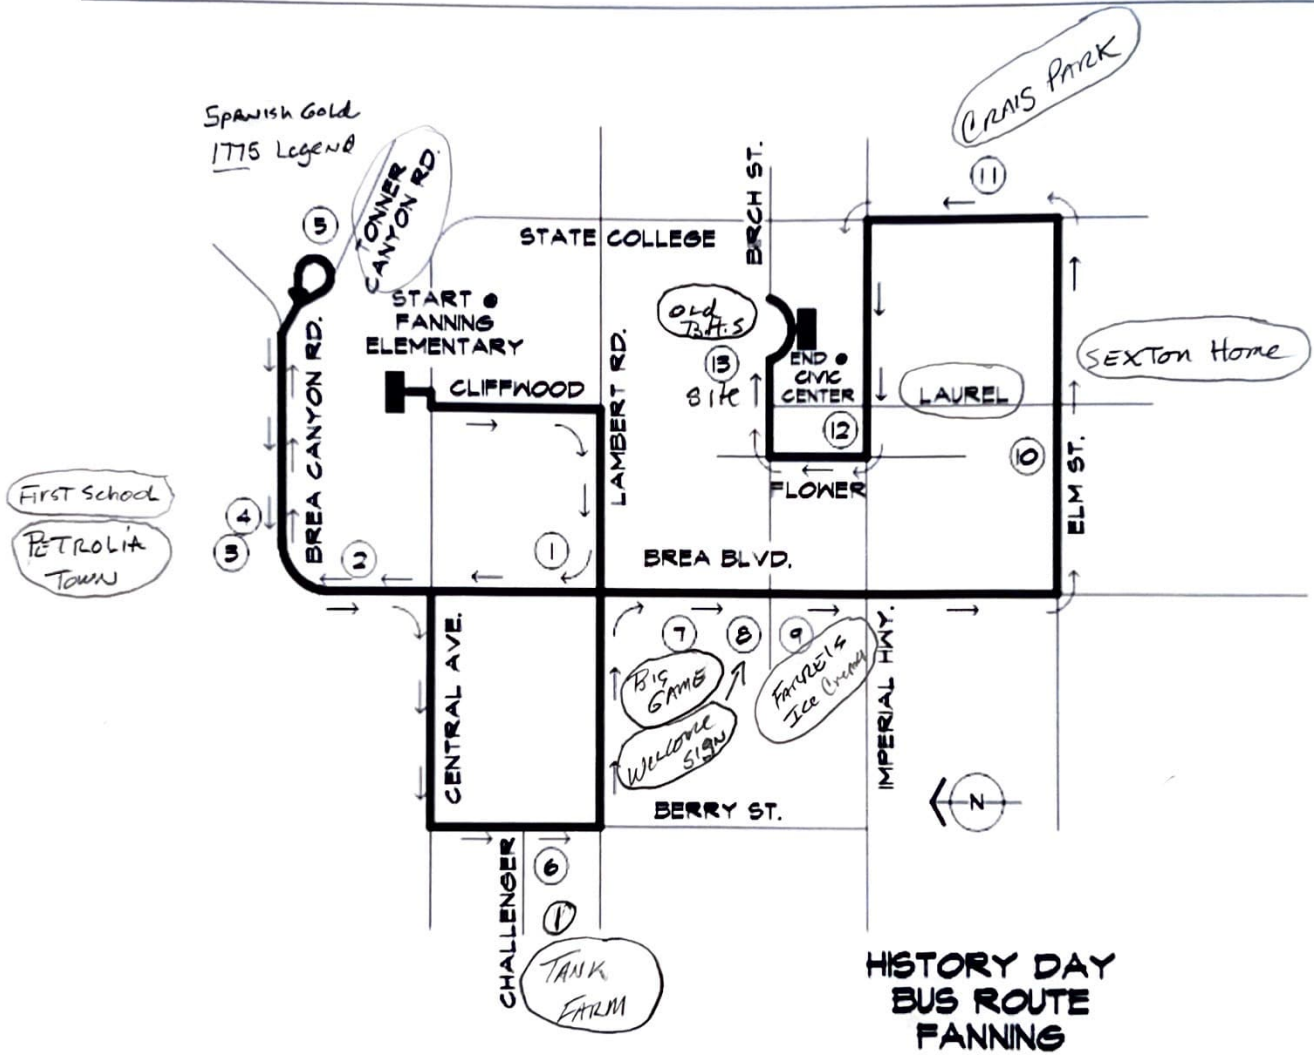 CRAIS PARK
SPANISH GOLD
1775 LEGEND
TONNER
CANYON RD.
5
11
BIRCH ST.
STATE COLLEGE
START
FANNING
ELEMENTARY
OLD
B.H.S
13
SITE
END
CIVIC
CENTER
SEXTON HOME
CLIFFWOOD
LAUREL
BREA CANYON RD.
LAMBERT RD.
12
10
ELM ST.
FLOWER
FIRST SCHOOL
PETROLIA
TOWN
4
3
2
1
BREA BLVD.
7
8
9
BIG
GAME
WELCOME
SIGN
FARREL'S
ICE CREAM
CENTRAL AVE.
IMPERIAL HWY.
N
BERRY ST.
CHALLENGER
6
1
TANK
FARM
HISTORY DAY
BUS ROUTE
FANNING